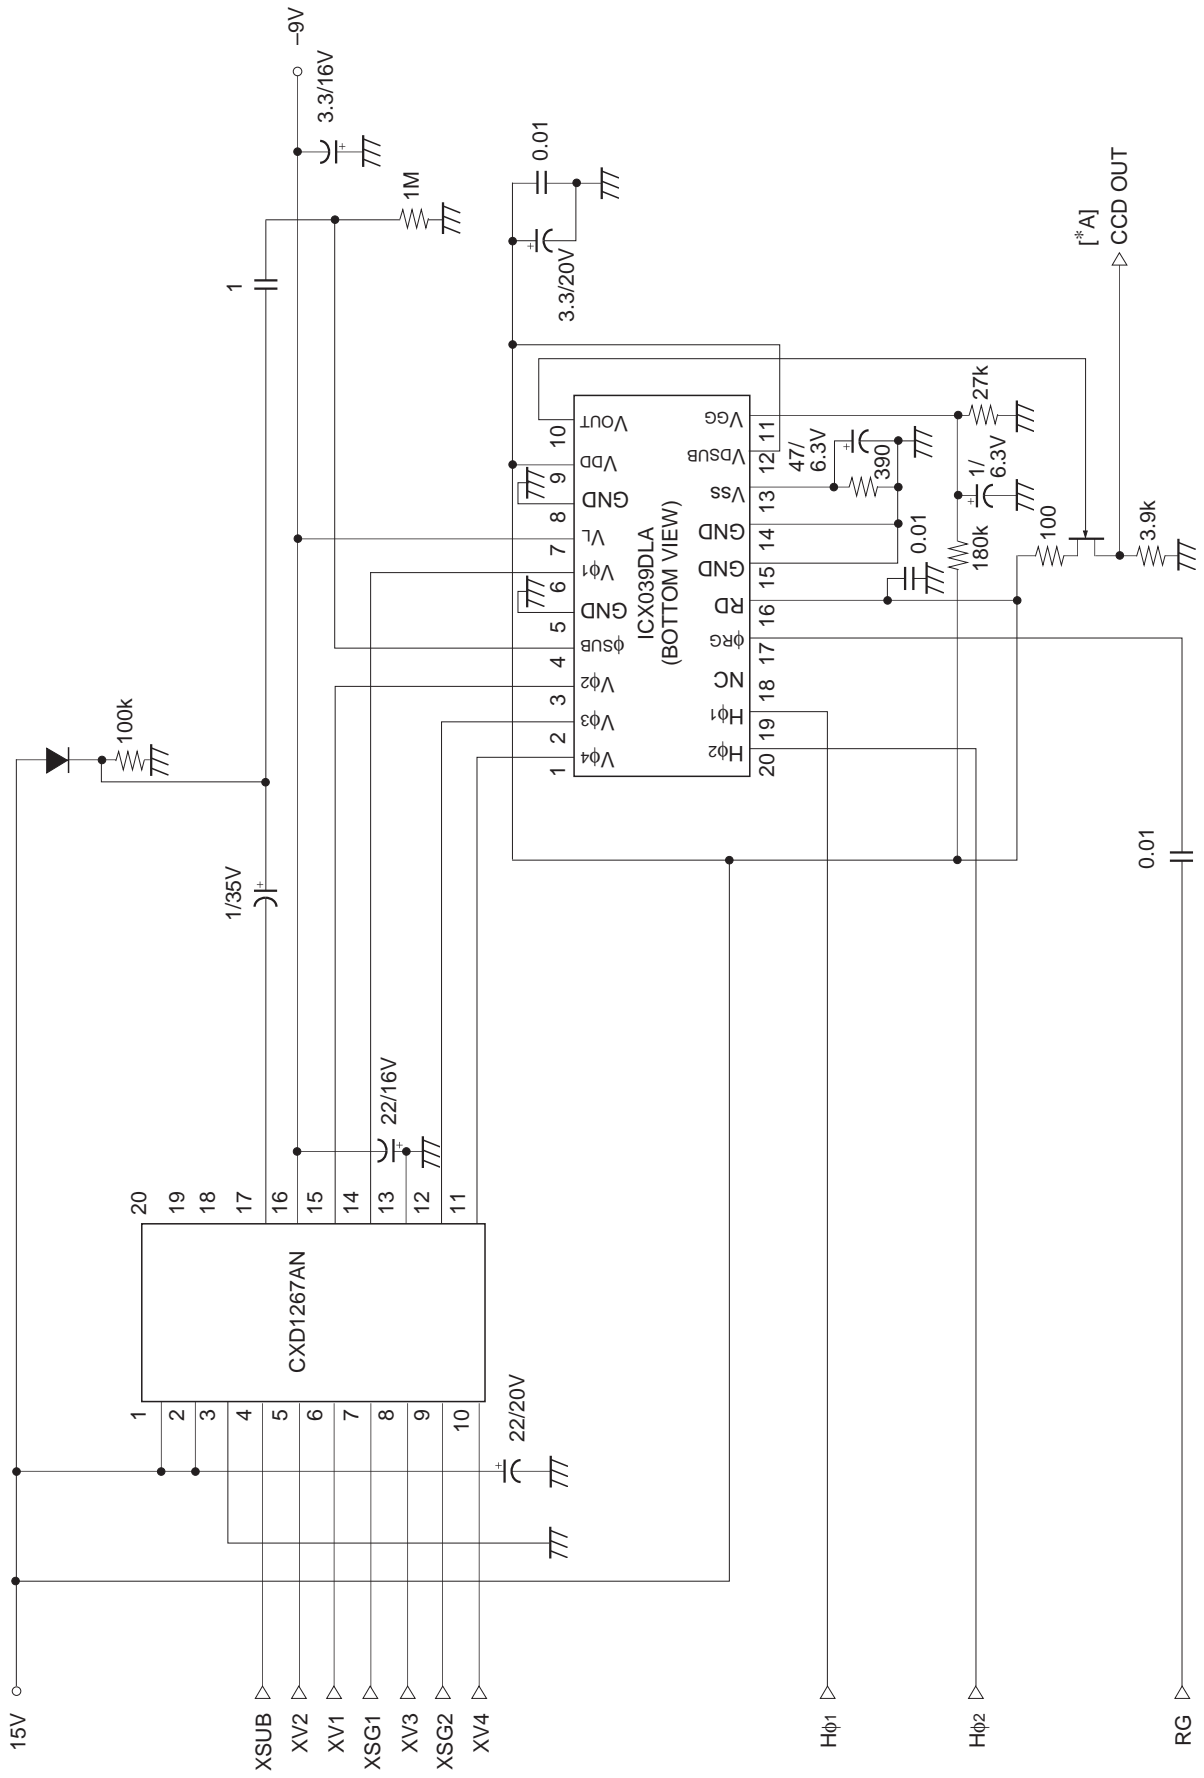 15V
XSUB
XV2
XV1
XSG1
XV3
XSG2
XV4
Hϕ1
Hϕ2
RG
22/20V
1
2
3
4
5
6
7
8
9
10
CXD1267AN
20
19
18
17
16
15
14
13
12
11
22/16V
1/35V
100k
1
1M
3.3/16V
–9V
3.3/20V
0.01
1
2
3
4
5
6
7
8
9
10
Vϕ4
Vϕ3
Vϕ2
ϕSUB
GND
Vϕ1
VL
GND
VDD
VOUT
ICX039DLA
(BOTTOM VIEW)
Hϕ2
Hϕ1
NC
ϕRG
RD
GND
GND
VSS
VDSUB
VGG
20
19
18
17
16
15
14
13
12
11
47/
6.3V
390
0.01
180k
1/
6.3V
27k
100
3.9k
[*A]
CCD OUT
0.01